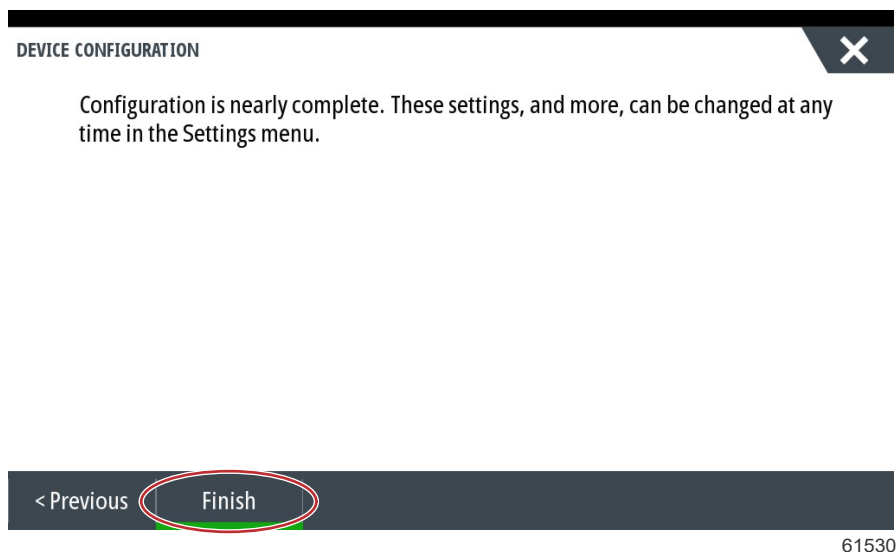 DEVICE CONFIGURATION
Configuration is nearly complete. These settings, and more, can be changed at any
time in the Settings menu.
< Previous
Finish
61530